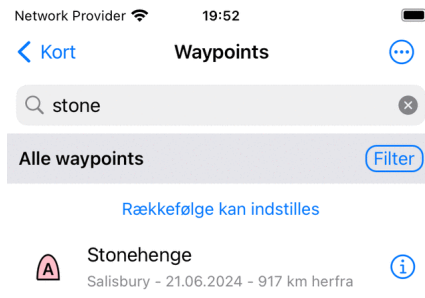 Network Provider 19:52
Kort Waypoints
stone
Alle waypoints Filter
Rækkefølge kan indstilles
A Stonehenge
Salisbury - 21.06.2024 - 917 km herfra